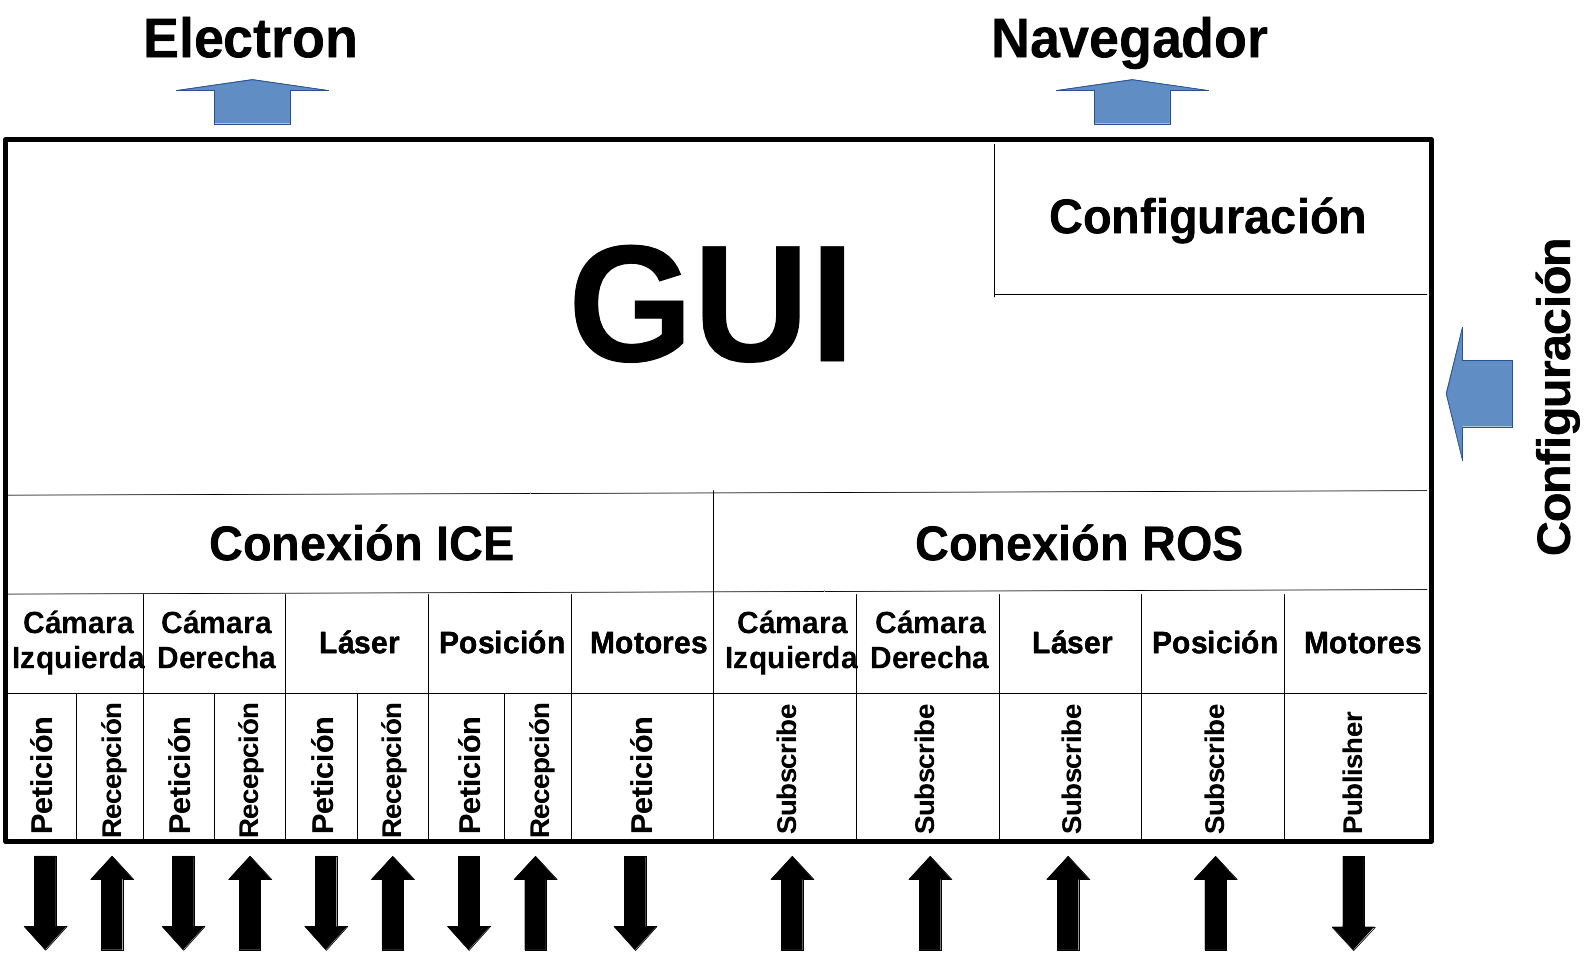 Electron
Navegador
Configuración
GUI
Configuración
Conexión ICE
Conexión ROS
Cámara
Izquierda
Cámara
Derecha
Láser
Posición
Motores
Cámara
Izquierda
Cámara
Derecha
Láser
Posición
Motores
Petición
Recepción
Petición
Recepción
Petición
Recepción
Petición
Recepción
Petición
Subscribe
Subscribe
Subscribe
Subscribe
Publisher